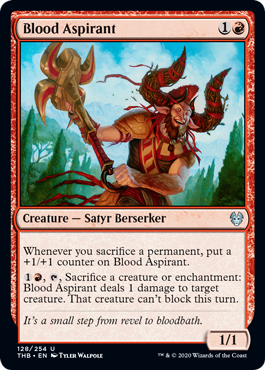 Blood Aspirant 1
Creature — Satyr Berserker
Whenever you sacrifice a permanent, put a
+1/+1 counter on Blood Aspirant.
1 , , Sacrifice a creature or enchantment:
Blood Aspirant deals 1 damage to target
creature. That creature can't block this turn.
It's a small step from revel to bloodbath.
1/1
128/254 U
THB • EN Tyler Walpole
™ & © 2020 Wizards of the Coast